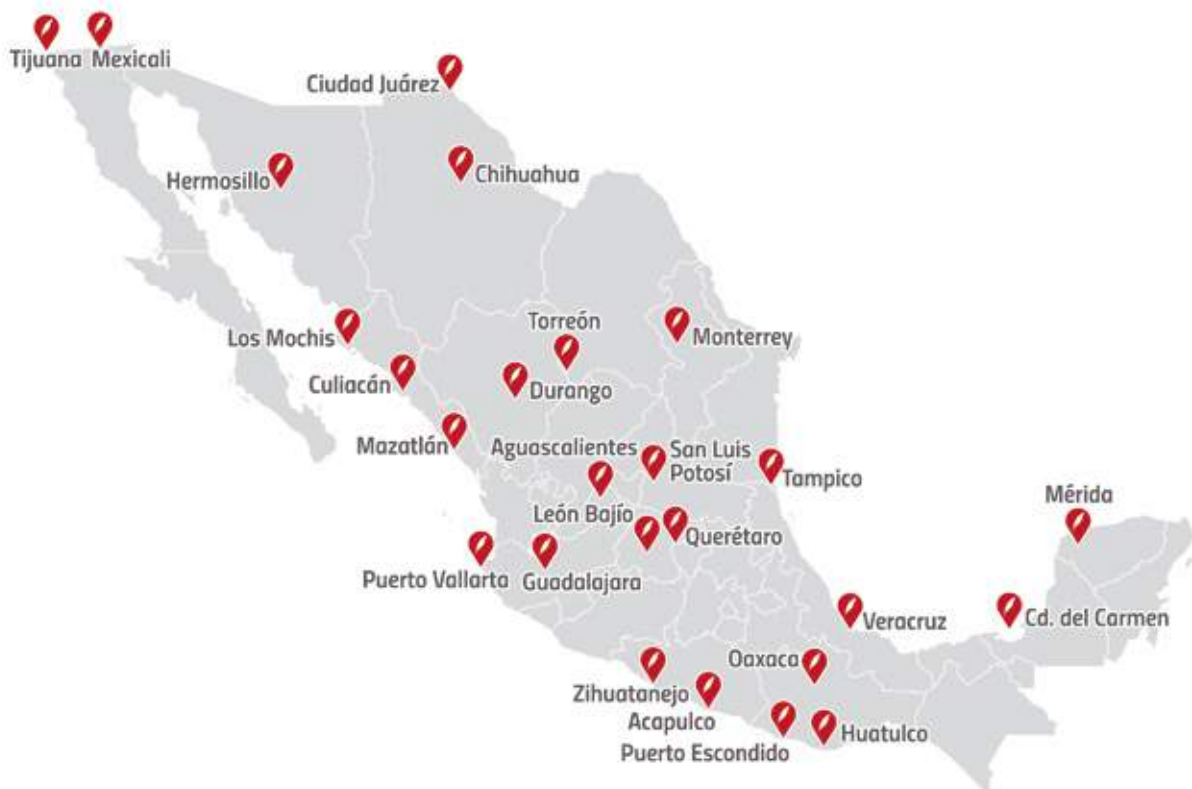 Tijuana
Mexicali
Ciudad Juárez
Hermosillo
Chihuahua
Los Mochis
Torreón
Monterrey
Culiacán
Durango
Mazatlán
Aguascalientes
San Luis
Potosí
Tampico
León Bajío
Querétaro
Mérida
Puerto Vallarta
Guadalajara
Veracruz
Cd. del Carmen
Oaxaca
Zihuatanejo
Acapulco
Puerto Escondido
Huatulco